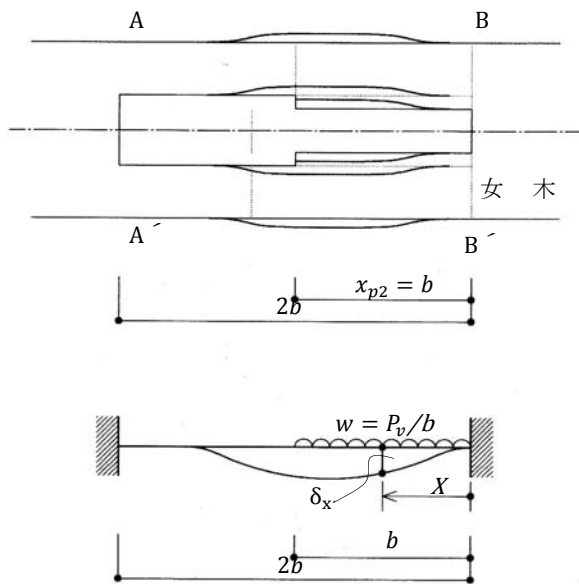 A B
女 木
A´ B´
x_{p2} = b
2b
w = P_v/b
δ_x X
b
2b